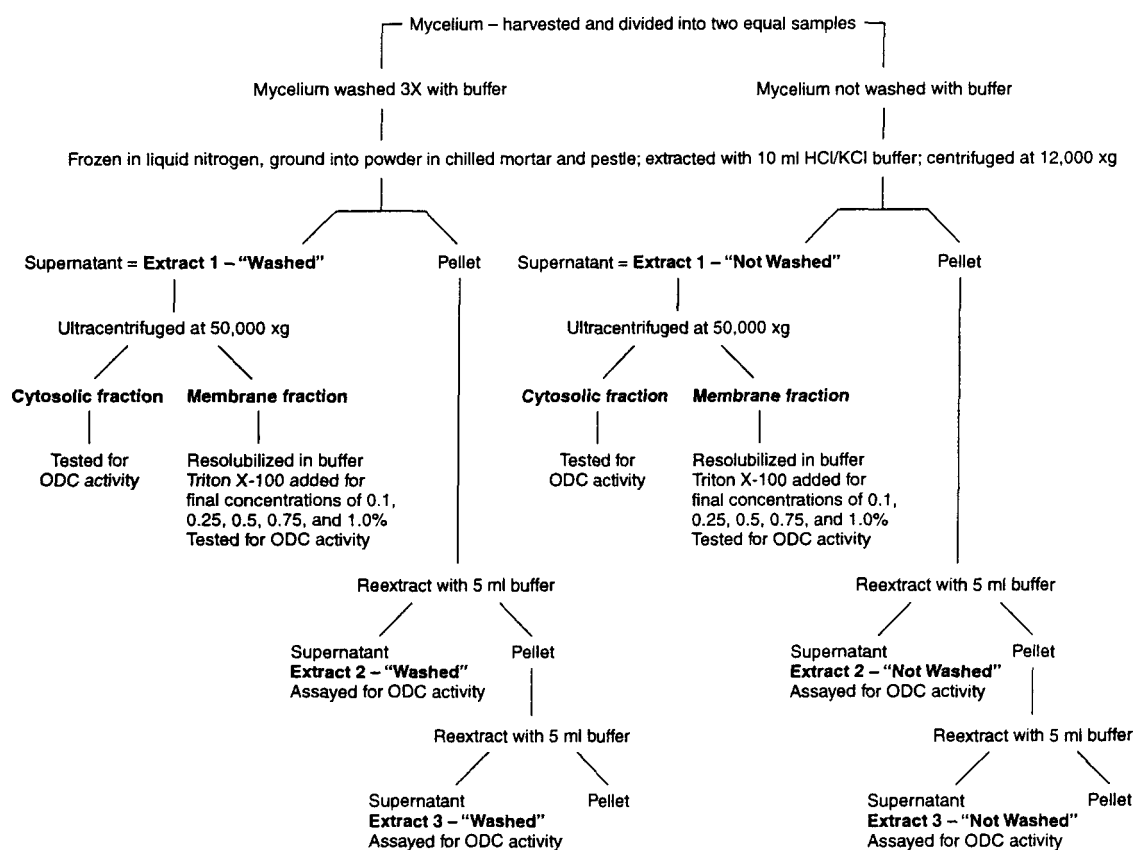 Mycelium – harvested and divided into two equal samples
Mycelium washed 3X with buffer
Mycelium not washed with buffer
Frozen in liquid nitrogen, ground into powder in chilled mortar and pestle; extracted with 10 ml HCl/KCl buffer; centrifuged at 12,000 xg
Supernatant = Extract 1 – “Washed”
Pellet
Supernatant = Extract 1 – “Not Washed”
Pellet
Ultracentrifuged at 50,000 xg
Ultracentrifuged at 50,000 xg
Cytosolic fraction
Membrane fraction
Cytosolic fraction
Membrane fraction
Tested for
ODC activity
Resolubilized in buffer
Triton X-100 added for
final concentrations of 0.1,
0.25, 0.5, 0.75, and 1.0%
Tested for ODC activity
Tested for
ODC activity
Resolubilized in buffer
Triton X-100 added for
final concentrations of 0.1,
0.25, 0.5, 0.75, and 1.0%
Tested for ODC activity
Reextract with 5 ml buffer
Reextract with 5 ml buffer
Supernatant
Extract 2 – “Washed”
Assayed for ODC activity
Pellet
Supernatant
Extract 2 – “Not Washed”
Assayed for ODC activity
Pellet
Reextract with 5 ml buffer
Reextract with 5 ml buffer
Supernatant
Extract 3 – “Washed”
Assayed for ODC activity
Pellet
Supernatant
Extract 3 – “Not Washed”
Assayed for ODC activity
Pellet